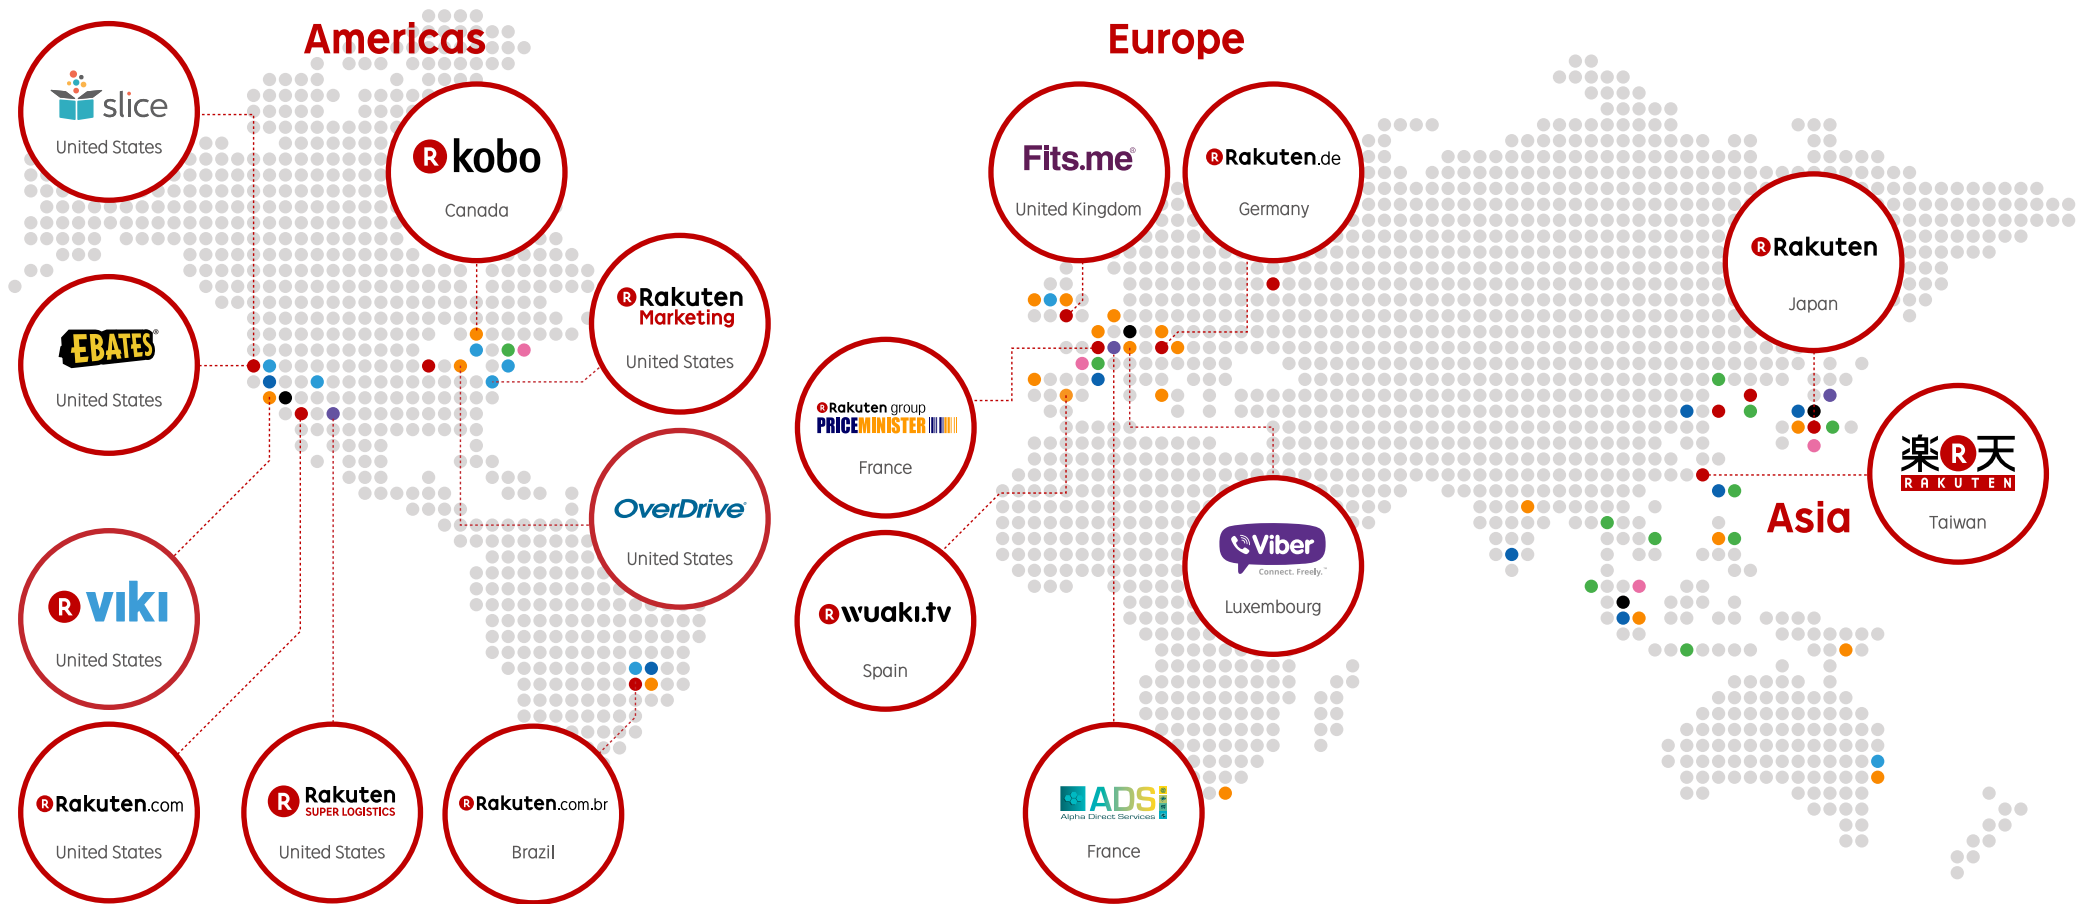 Americas
slice
United States
R kobo
Canada
R Rakuten
Marketing
United States
EBATES®
United States
OverDrive®
United States
R VIKI
United States
R Rakuten.com
United States
R Rakuten
SUPER LOGISTICS
United States
R Rakuten.com.br
Brazil
Europe
Fits.me®
United Kingdom
R Rakuten.de
Germany
R Rakuten group
PRICEMINISTER
France
R wuaki.tv
Spain
Viber
Connect. Freely.™
Luxembourg
ADS
Alpha Direct Services
France
Asia
R Rakuten
Japan
楽R天
RAKUTEN
Taiwan